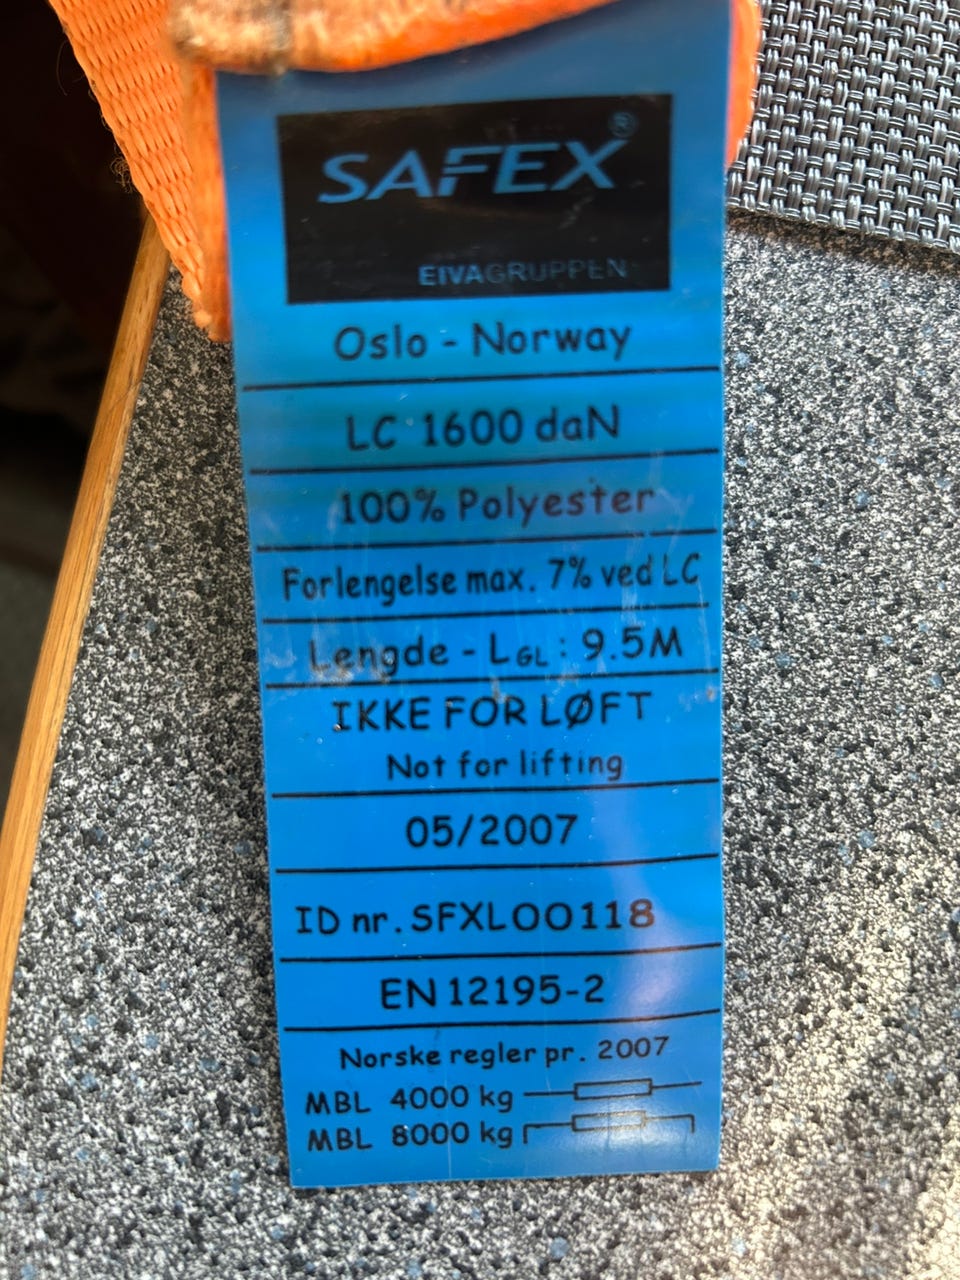 SAFEX®
EIVAGRUPPEN
Oslo - Norway
LC 1600 daN
100% Polyester
Forlengelse max. 7% ved LC
Lengde - LGL: 9.5M
IKKE FOR LØFT
Not for lifting
05/2007
ID nr. SFXL00118
EN 12195-2
Norske regler pr. 2007
MBL 4000 kg
MBL 8000 kg